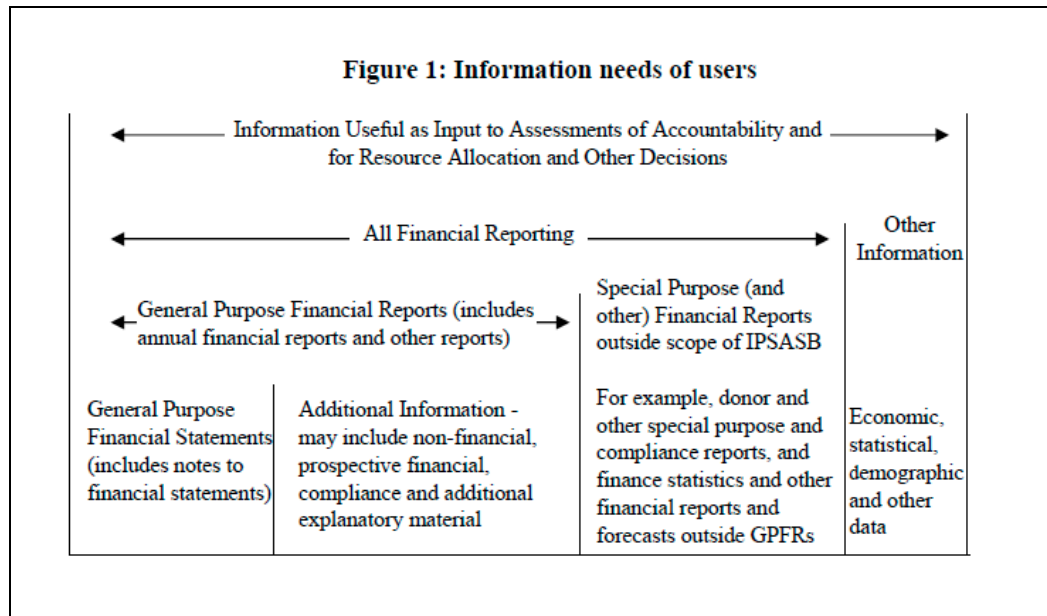 Figure 1: Information needs of users
Information Useful as Input to Assessments of Accountability and
for Resource Allocation and Other Decisions
All Financial Reporting
Other
Information
General Purpose Financial Reports (includes
annual financial reports and other reports)
Special Purpose (and
other) Financial Reports
outside scope of IPSASB
General Purpose
Financial Statements
(includes notes to
financial statements)
Additional Information -
may include non-financial,
prospective financial,
compliance and additional
explanatory material
For example, donor and
other special purpose and
compliance reports, and
finance statistics and other
financial reports and
forecasts outside GPFRs
Economic,
statistical,
demographic
and other
data